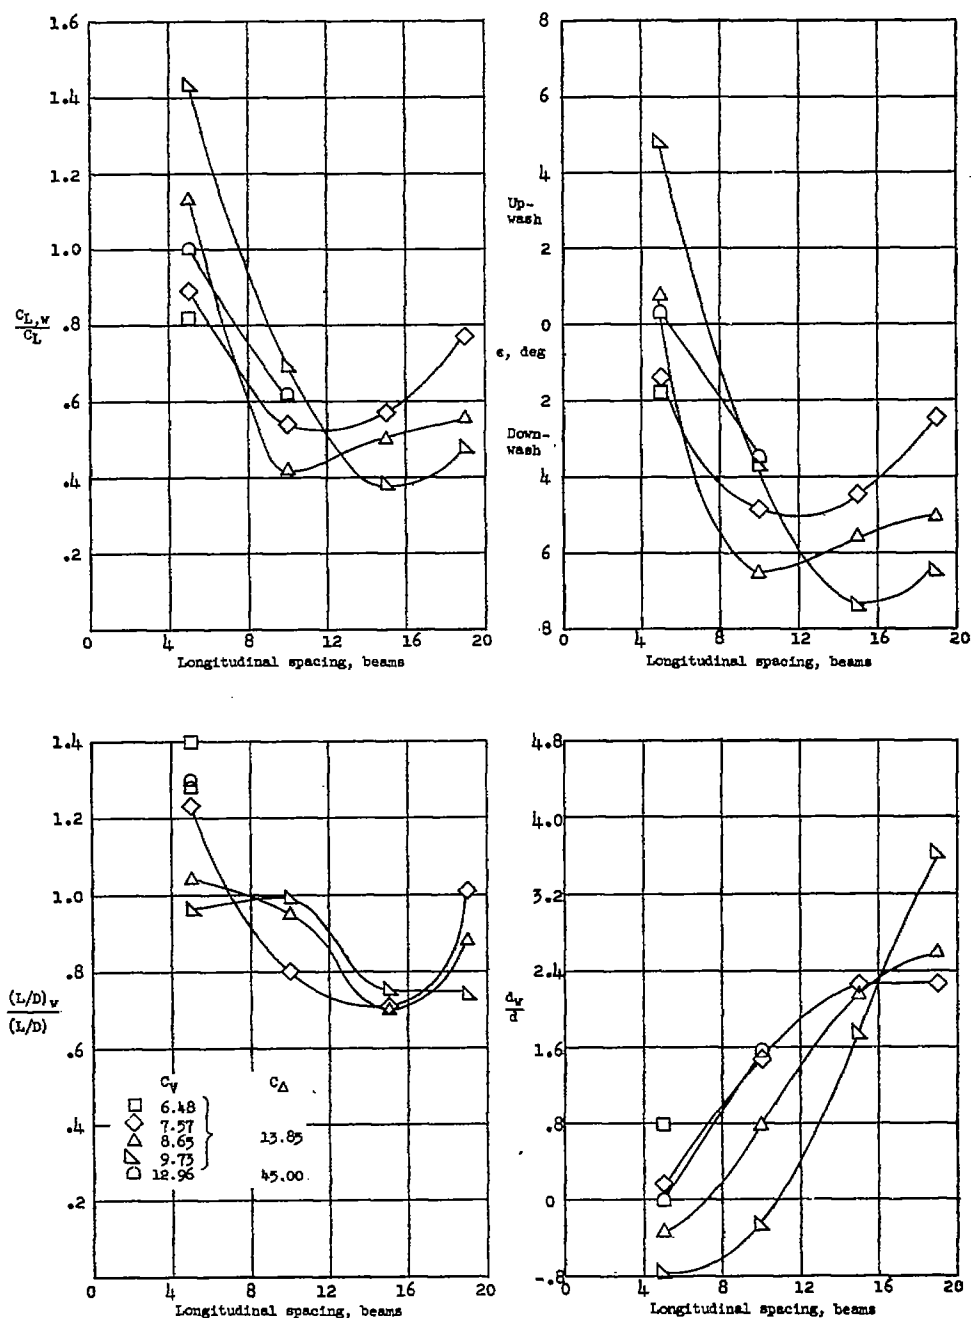 1.6
1.4
1.2
1.0
.8
.6
.4
.2
C_L,w
C_L
0 4 8 12 16 20
Longitudinal spacing, beams
8
6
4
2
0
2
4
6
8
Up-
wash
ε, deg
Down-
wash
0 4 8 12 16 20
Longitudinal spacing, beams
1.4
1.2
1.0
.8
.6
.4
.2
(L/D)_w
(L/D)
C_V C_Δ
6.48
7.57
8.65
9.73
13.85
12.96 45.00
0 4 8 12 16 20
Longitudinal spacing, beams
4.8
4.0
3.2
2.4
1.6
.8
0
-.8
d_w
d
0 4 8 12 16 20
Longitudinal spacing, beams